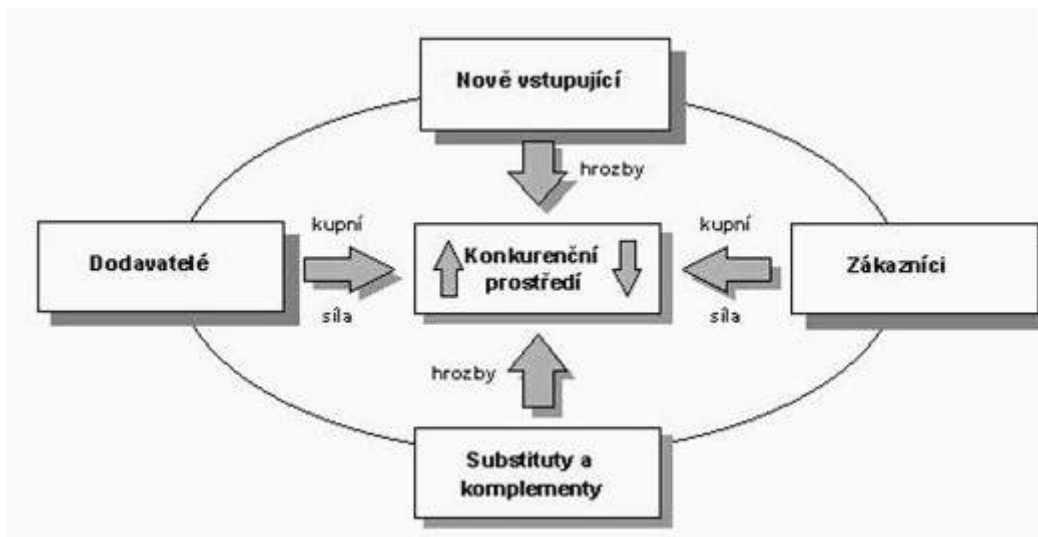 Nově vstupující
hrozby
kupní
Dodavatelé
síla
Konkurenční
prostředí
kupní
Zákazníci
síla
hrozby
Substituty a
komplementy